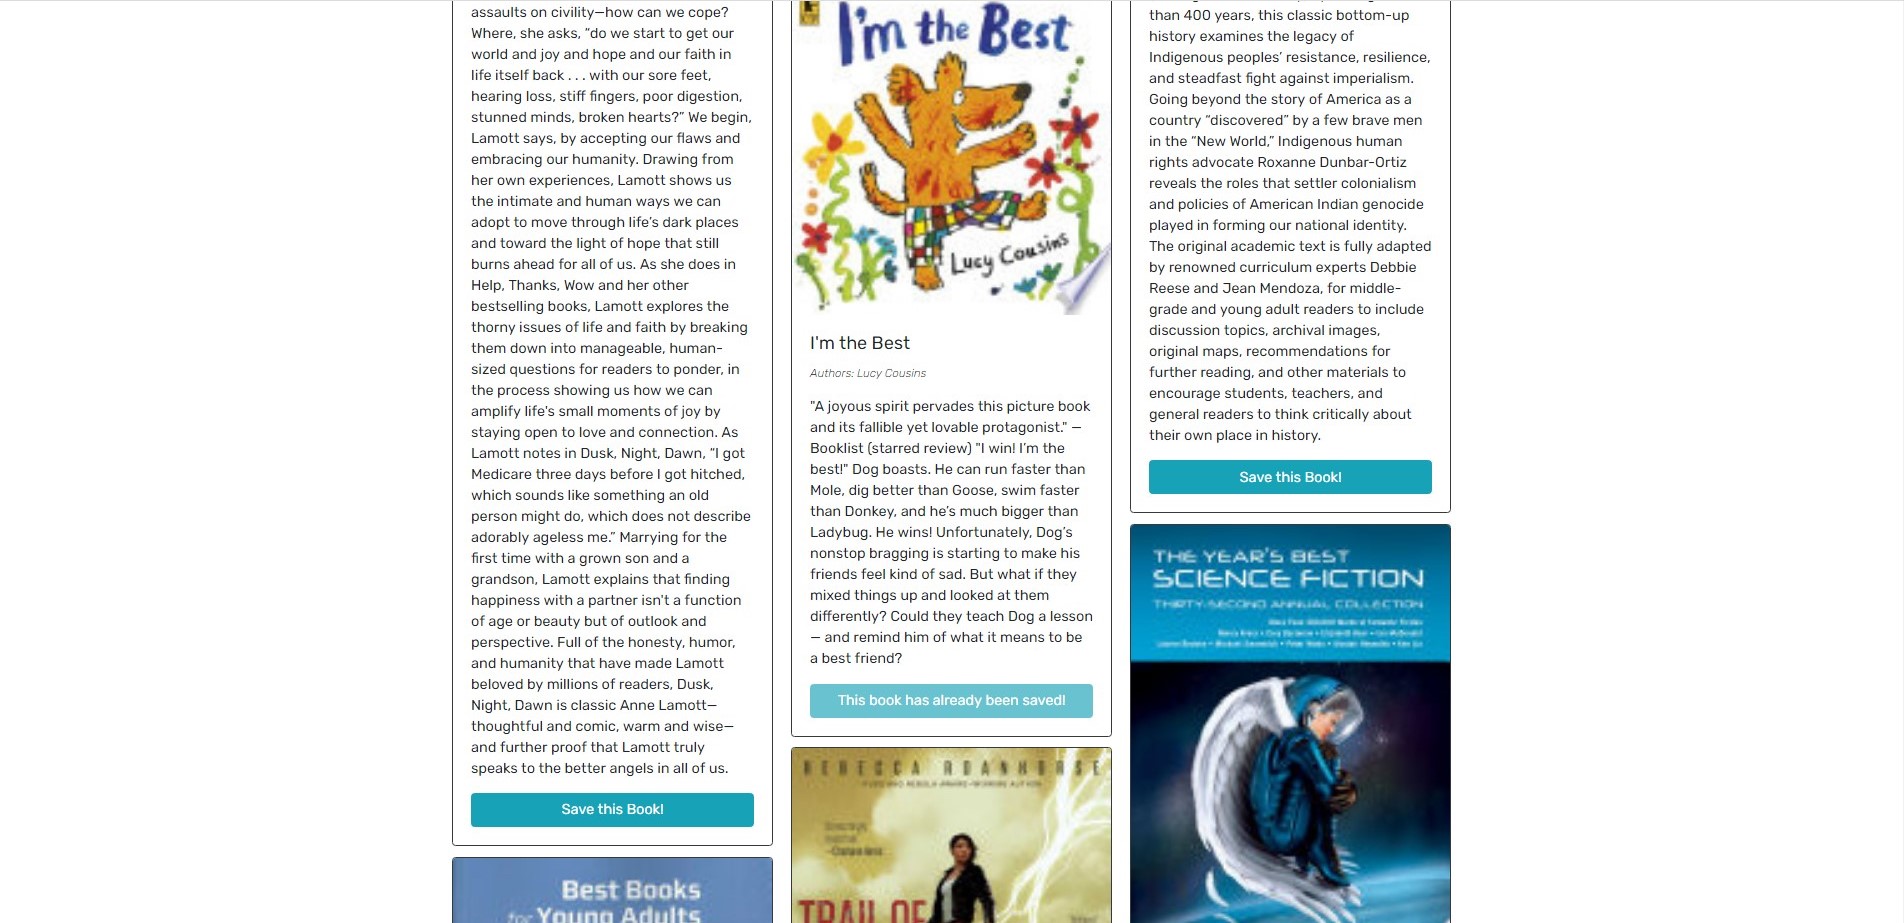 assaults on civility—how can we cope?
Where, she asks, “do we start to get our
world and joy and hope and our faith in
life itself back . . . with our sore feet,
hearing loss, stiff fingers, poor digestion,
stunned minds, broken hearts?” We begin,
Lamott says, by accepting our flaws and
embracing our humanity. Drawing from
her own experiences, Lamott shows us
the intimate and human ways we can
adopt to move through life’s dark places
and toward the light of hope that still
burns ahead for all of us. As she does in
Help, Thanks, Wow and her other
bestselling books, Lamott explores the
thorny issues of life and faith by breaking
them down into manageable, human-
sized questions for readers to ponder, in
the process showing us how we can
amplify life's small moments of joy by
staying open to love and connection. As
Lamott notes in Dusk, Night, Dawn, “I got
Medicare three days before I got hitched,
which sounds like something an old
person might do, which does not describe
adorably ageless me.” Marrying for the
first time with a grown son and a
grandson, Lamott explains that finding
happiness with a partner isn't a function
of age or beauty but of outlook and
perspective. Full of the honesty, humor,
and humanity that have made Lamott
beloved by millions of readers, Dusk,
Night, Dawn is classic Anne Lamott—
thoughtful and comic, warm and wise—
and further proof that Lamott truly
speaks to the better angels in all of us.
Save this Book!
Best Books
for Young Adults
I'm the Best
Lucy Cousins
I'm the Best
Authors: Lucy Cousins
"A joyous spirit pervades this picture book
and its fallible yet lovable protagonist." —
Booklist (starred review) "I win! I’m the
best!" Dog boasts. He can run faster than
Mole, dig better than Goose, swim faster
than Donkey, and he’s much bigger than
Ladybug. He wins! Unfortunately, Dog’s
nonstop bragging is starting to make his
friends feel kind of sad. But what if they
mixed things up and looked at them
differently? Could they teach Dog a lesson
— and remind him of what it means to be
a best friend?
This book has already been saved!
REBECCA ROANHORSE
TRAIL OF
than 400 years, this classic bottom-up
history examines the legacy of
Indigenous peoples’ resistance, resilience,
and steadfast fight against imperialism.
Going beyond the story of America as a
country “discovered” by a few brave men
in the “New World,” Indigenous human
rights advocate Roxanne Dunbar-Ortiz
reveals the roles that settler colonialism
and policies of American Indian genocide
played in forming our national identity.
The original academic text is fully adapted
by renowned curriculum experts Debbie
Reese and Jean Mendoza, for middle-
grade and young adult readers to include
discussion topics, archival images,
original maps, recommendations for
further reading, and other materials to
encourage students, teachers, and
general readers to think critically about
their own place in history.
Save this Book!
THE YEAR'S BEST
SCIENCE FICTION
THIRTY-SECOND ANNUAL COLLECTION